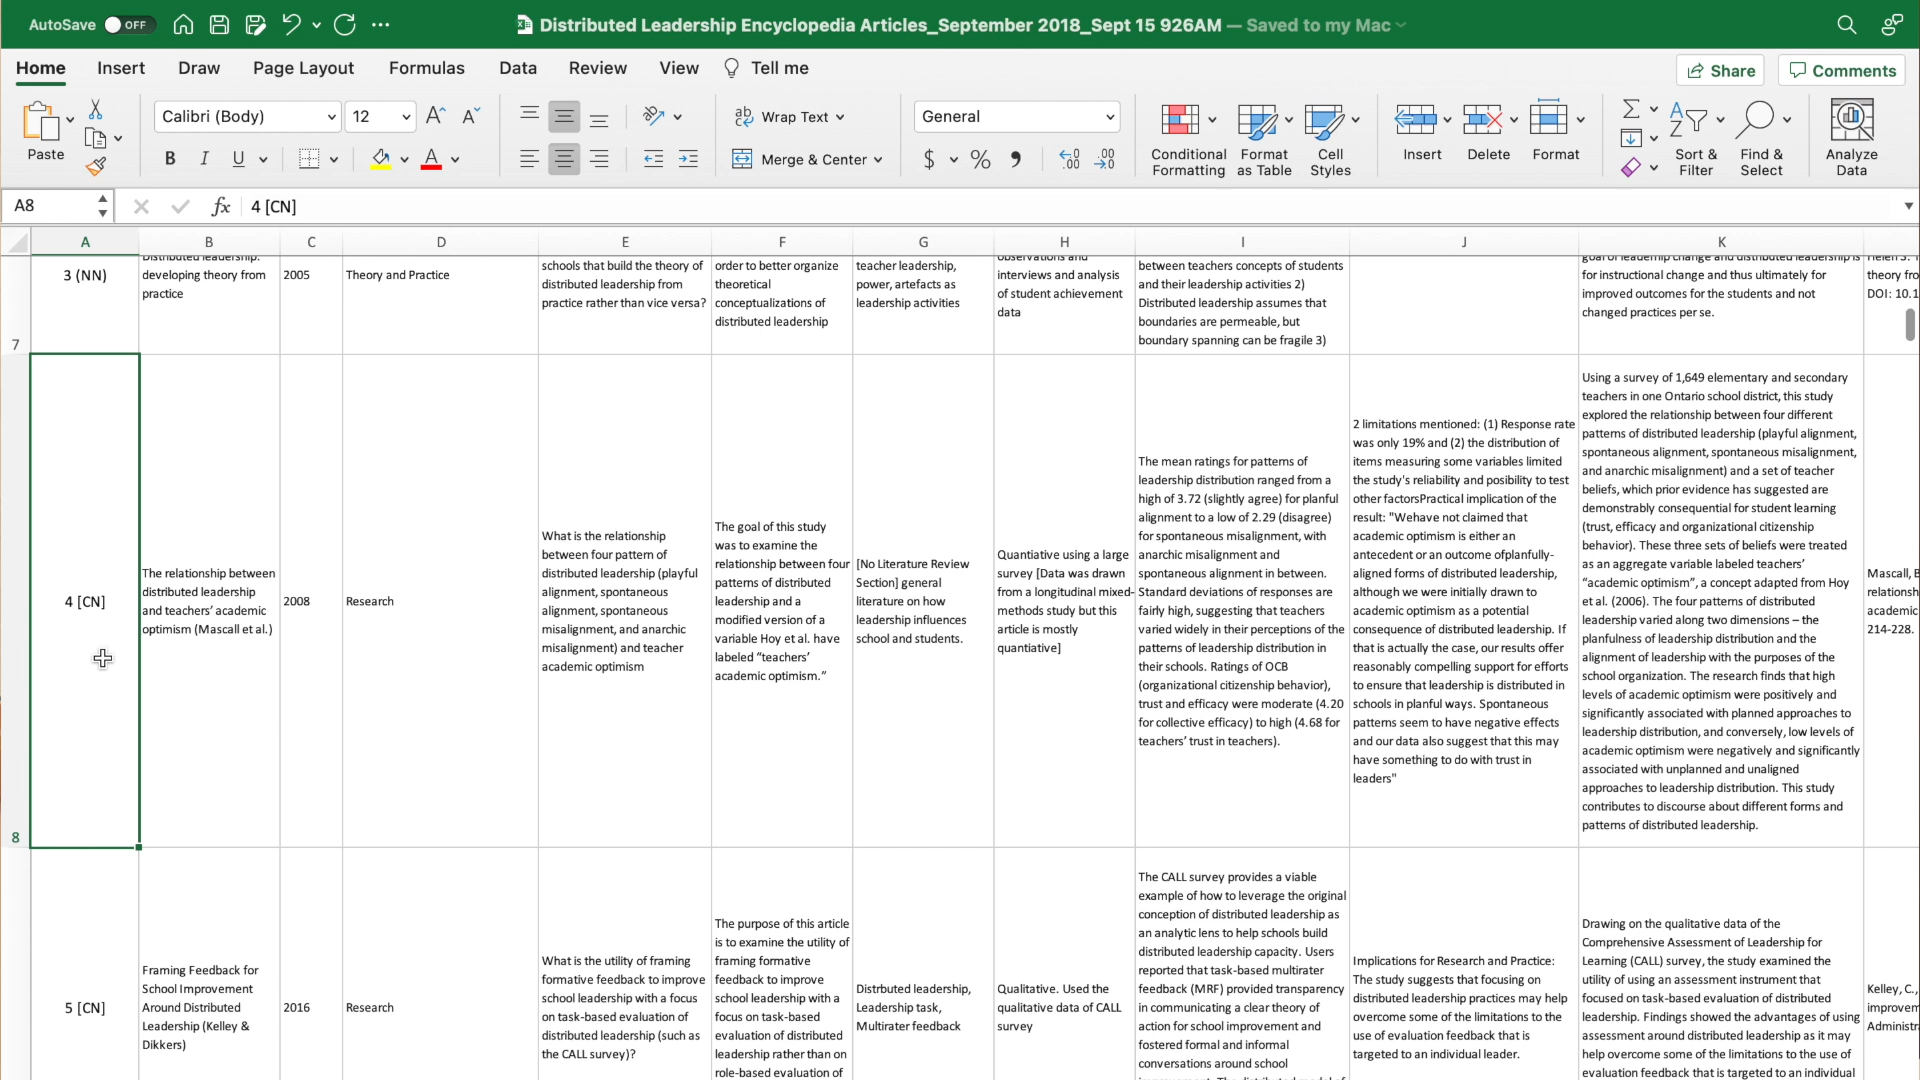 AutoSave OFF
Distributed Leadership Encyclopedia Articles_September 2018_Sept 15 926AM — Saved to my Mac
Home Insert Draw Page Layout Formulas Data Review View Tell me
Share Comments
Paste
Calibri (Body) 12
B I U
Wrap Text
Merge & Center
General
$ %
Conditional Formatting
Format as Table
Cell Styles
Insert Delete Format
Sort & Filter
Find & Select
Analyze Data
A8 fx 4 [CN]
A B C D E F G H I J K
7
3 (NN)
Distributed leadership:
developing theory from
practice
2005
Theory and Practice
schools that build the theory of
distributed leadership from
practice rather than vice versa?
order to better organize
theoretical
conceptualizations of
distributed leadership
teacher leadership,
power, artefacts as
leadership activities
observations and
interviews and analysis
of student achievement
data
between teachers concepts of students
and their leadership activities 2)
Distributed leadership assumes that
boundaries are permeable, but
boundary spanning can be fragile 3)
goal of leadership change and distributed leadership is
for instructional change and thus ultimately for
improved outcomes for the students and not
changed practices per se.
theory fro
DOI: 10.1
8
4 [CN]
The relationship between
distributed leadership
and teachers’ academic
optimism (Mascall et al.)
2008
Research
What is the relationship
between four pattern of
distributed leadership (playful
alignment, spontaneous
alignment, spontaneous
misalignment, and anarchic
misalignment) and teacher
academic optimism
The goal of this study
was to examine the
relationship between four
patterns of distributed
leadership and a
modified version of a
variable Hoy et al. have
labeled “teachers’
academic optimism.”
[No Literature Review
Section] general
literature on how
leadership influences
school and students.
Quantiative using a large
survey [Data was drawn
from a longitudinal mixed-
methods study but this
article is mostly
quantiative]
The mean ratings for patterns of
leadership distribution ranged from a
high of 3.72 (slightly agree) for planful
alignment to a low of 2.29 (disagree)
for spontaneous misalignment, with
anarchic misalignment and
spontaneous alignment in between.
Standard deviations of responses are
fairly high, suggesting that teachers
varied widely in their perceptions of the
patterns of leadership distribution in
their schools. Ratings of OCB
(organizational citizenship behavior),
trust and efficacy were moderate (4.20
for collective efficacy) to high (4.68 for
teachers’ trust in teachers).
2 limitations mentioned: (1) Response rate
was only 19% and (2) the distribution of
items measuring some variables limited
the study's reliability and posibility to test
other factorsPractical implication of the
result: "Wehave not claimed that
academic optimism is either an
antecedent or an outcome ofplanfully-
aligned forms of distributed leadership,
although we were initially drawn to
academic optimism as a potential
consequence of distributed leadership. If
that is actually the case, our results offer
reasonably compelling support for efforts
to ensure that leadership is distributed in
schools in planful ways. Spontaneous
patterns seem to have negative effects
and our data also suggest that this may
have something to do with trust in
leaders"
Using a survey of 1,649 elementary and secondary
teachers in one Ontario school district, this study
explored the relationship between four different
patterns of distributed leadership (playful alignment,
spontaneous alignment, spontaneous misalignment,
and anarchic misalignment) and a set of teacher
beliefs, which prior evidence has suggested are
demonstrably consequential for student learning
(trust, efficacy and organizational citizenship
behavior). These three sets of beliefs were treated
as an aggregate variable labeled teachers’
“academic optimism”, a concept adapted from Hoy
et al. (2006). The four patterns of distributed
leadership varied along two dimensions – the
planfulness of leadership distribution and the
alignment of leadership with the purposes of the
school organization. The research finds that high
levels of academic optimism were positively and
significantly associated with planned approaches to
leadership distribution, and conversely, low levels of
academic optimism were negatively and significantly
associated with unplanned and unaligned
approaches to leadership distribution. This study
contributes to discourse about different forms and
patterns of distributed leadership.
Mascall, B
relationsh
academic
214-228.
5 [CN]
Framing Feedback for
School Improvement
Around Distributed
Leadership (Kelley &
Dikkers)
2016
Research
What is the utility of framing
formative feedback to improve
school leadership with a focus
on task-based evaluation of
distributed leadership (such as
the CALL survey)?
The purpose of this article
is to examine the utility of
framing formative
feedback to improve
school leadership with a
focus on task-based
evaluation of distributed
leadership rather than on
role-based evaluation of
Distrbuted leadership,
Leadership task,
Multirater feedback
Qualitative. Used the
qualitative data of CALL
survey
The CALL survey provides a viable
example of how to leverage the original
conception of distributed leadership as
an analytic lens to help schools build
distributed leadership capacity. Users
reported that task-based multirater
feedback (MRF) provided transparency
in communicating a clear theory of
action for school improvement and
fostered formal and informal
conversations around school
Implications for Research and Practice:
The study suggests that focusing on
distributed leadership practices may help
overcome some of the limitations to the
use of evaluation feedback that is
targeted to an individual leader.
Drawing on the qualitative data of the
Comprehensive Assessment of Leadership for
Learning (CALL) survey, the study examined the
utility of using an assessment instrument that
focused on task-based evaluation of distributed
leadership. Findings showed the advantages of using
assessment around distributed leadership as it may
help overcome some of the limitations to the use of
evaluation feedback that is targeted to an individual
Kelley, C.,
improvem
Administra